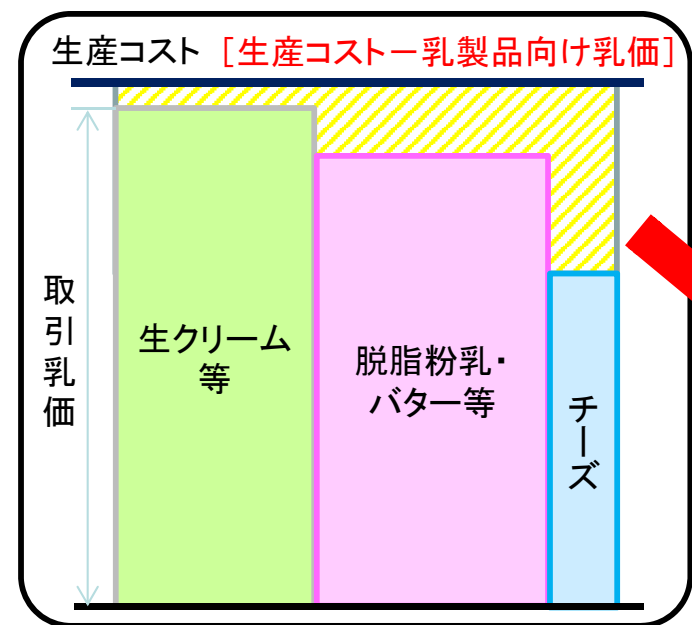 生産コスト [生産コスト－乳製品向け乳価]
取引乳価
生クリーム
等
脱脂粉乳・
バター等
チーズ